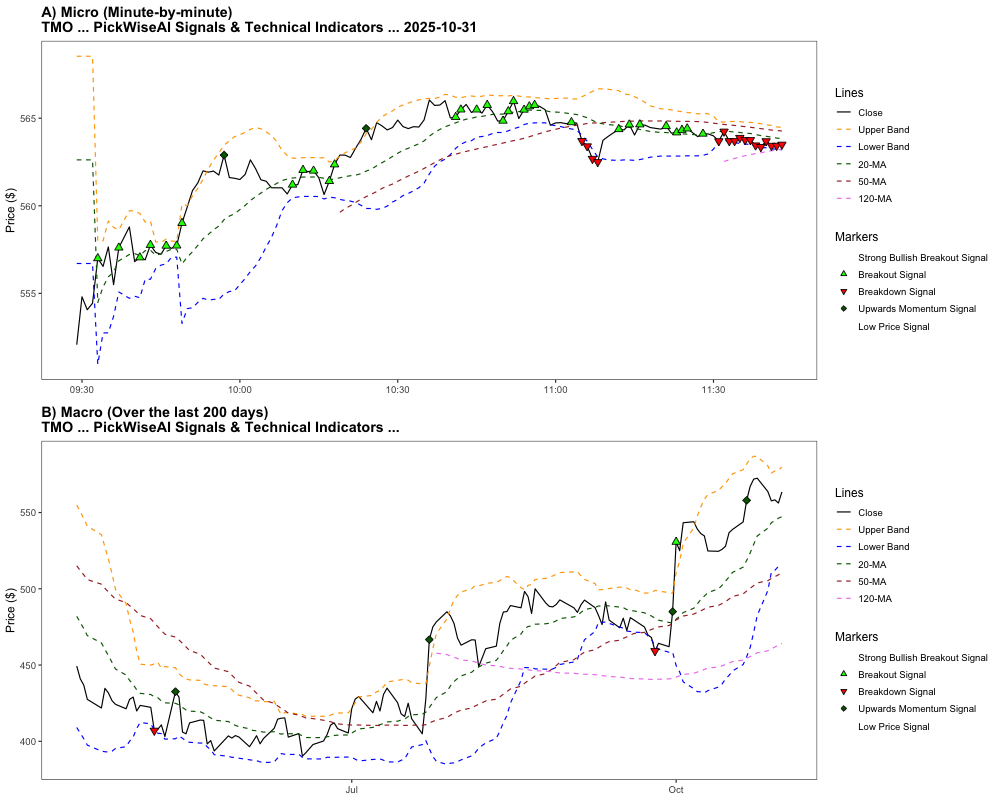 A) Micro (Minute-by-minute)
TMO ... PickWiseAI Signals & Technical Indicators ... 2025-10-31
Price ($)
565
560
555
09:30
10:00
10:30
11:00
11:30
Lines
Close
Upper Band
Lower Band
20-MA
50-MA
120-MA
Markers
Strong Bullish Breakout Signal
Breakout Signal
Breakdown Signal
Upwards Momentum Signal
Low Price Signal
B) Macro (Over the last 200 days)
TMO ... PickWiseAI Signals & Technical Indicators ...
Price ($)
550
500
450
400
Jul
Oct
Lines
Close
Upper Band
Lower Band
20-MA
50-MA
120-MA
Markers
Strong Bullish Breakout Signal
Breakout Signal
Breakdown Signal
Upwards Momentum Signal
Low Price Signal